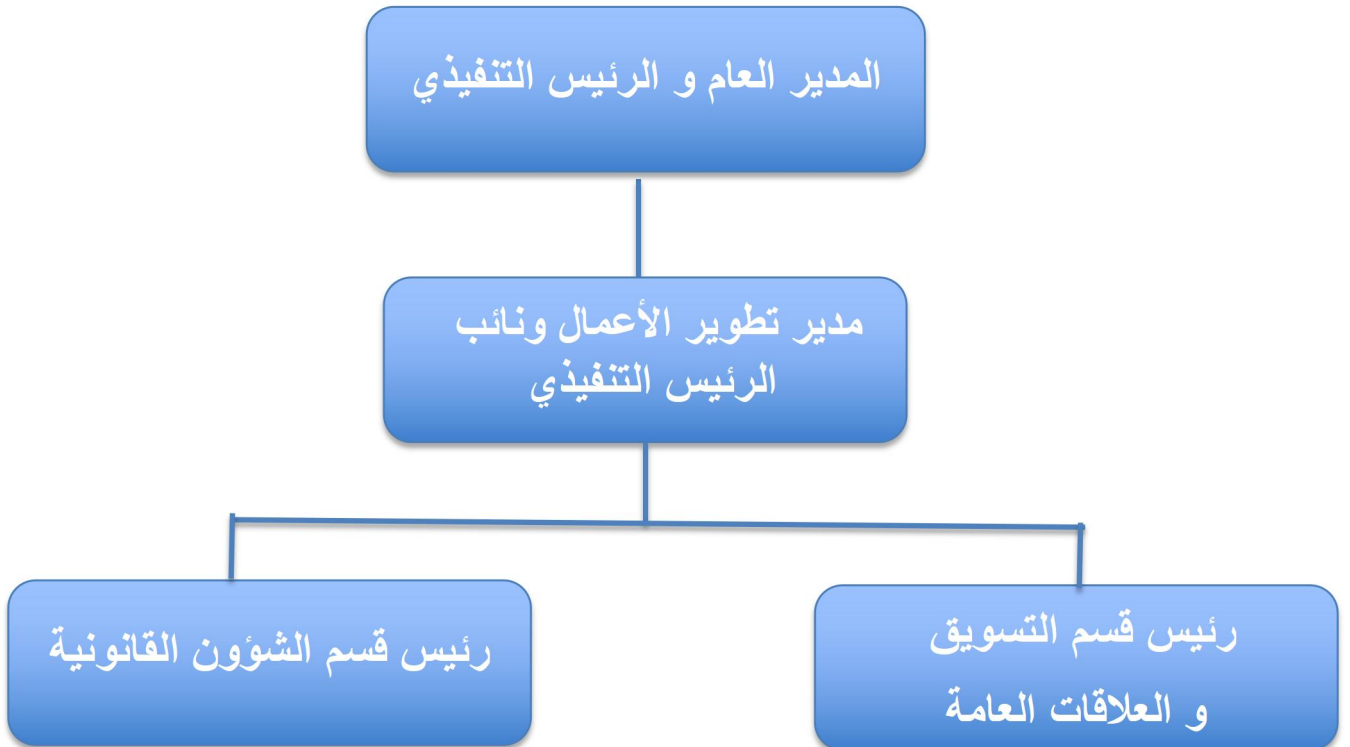 المدير العام و الرئيس التنفيذي
مدير تطوير الأعمال ونائب
الرئيس التنفيذي
رئيس قسم التسويق
و العلاقات العامة
رئيس قسم الشؤون القانونية